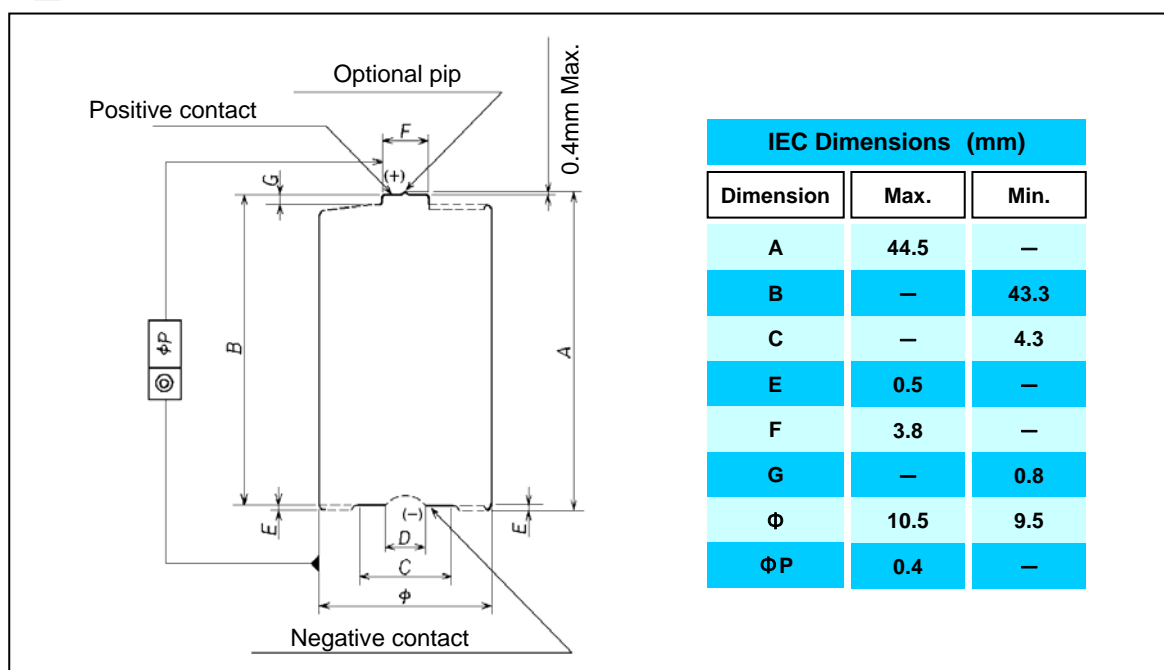 Optional pip
Positive contact
0.4mm Max.
F
G
(+)
B
A
ϕP
◎
E
(−)
E
D
C
ϕ
Negative contact
IEC Dimensions (mm)
Dimension Max. Min.
A 44.5 —
B — 43.3
C — 4.3
E 0.5 —
F 3.8 —
G — 0.8
Φ 10.5 9.5
ΦP 0.4 —